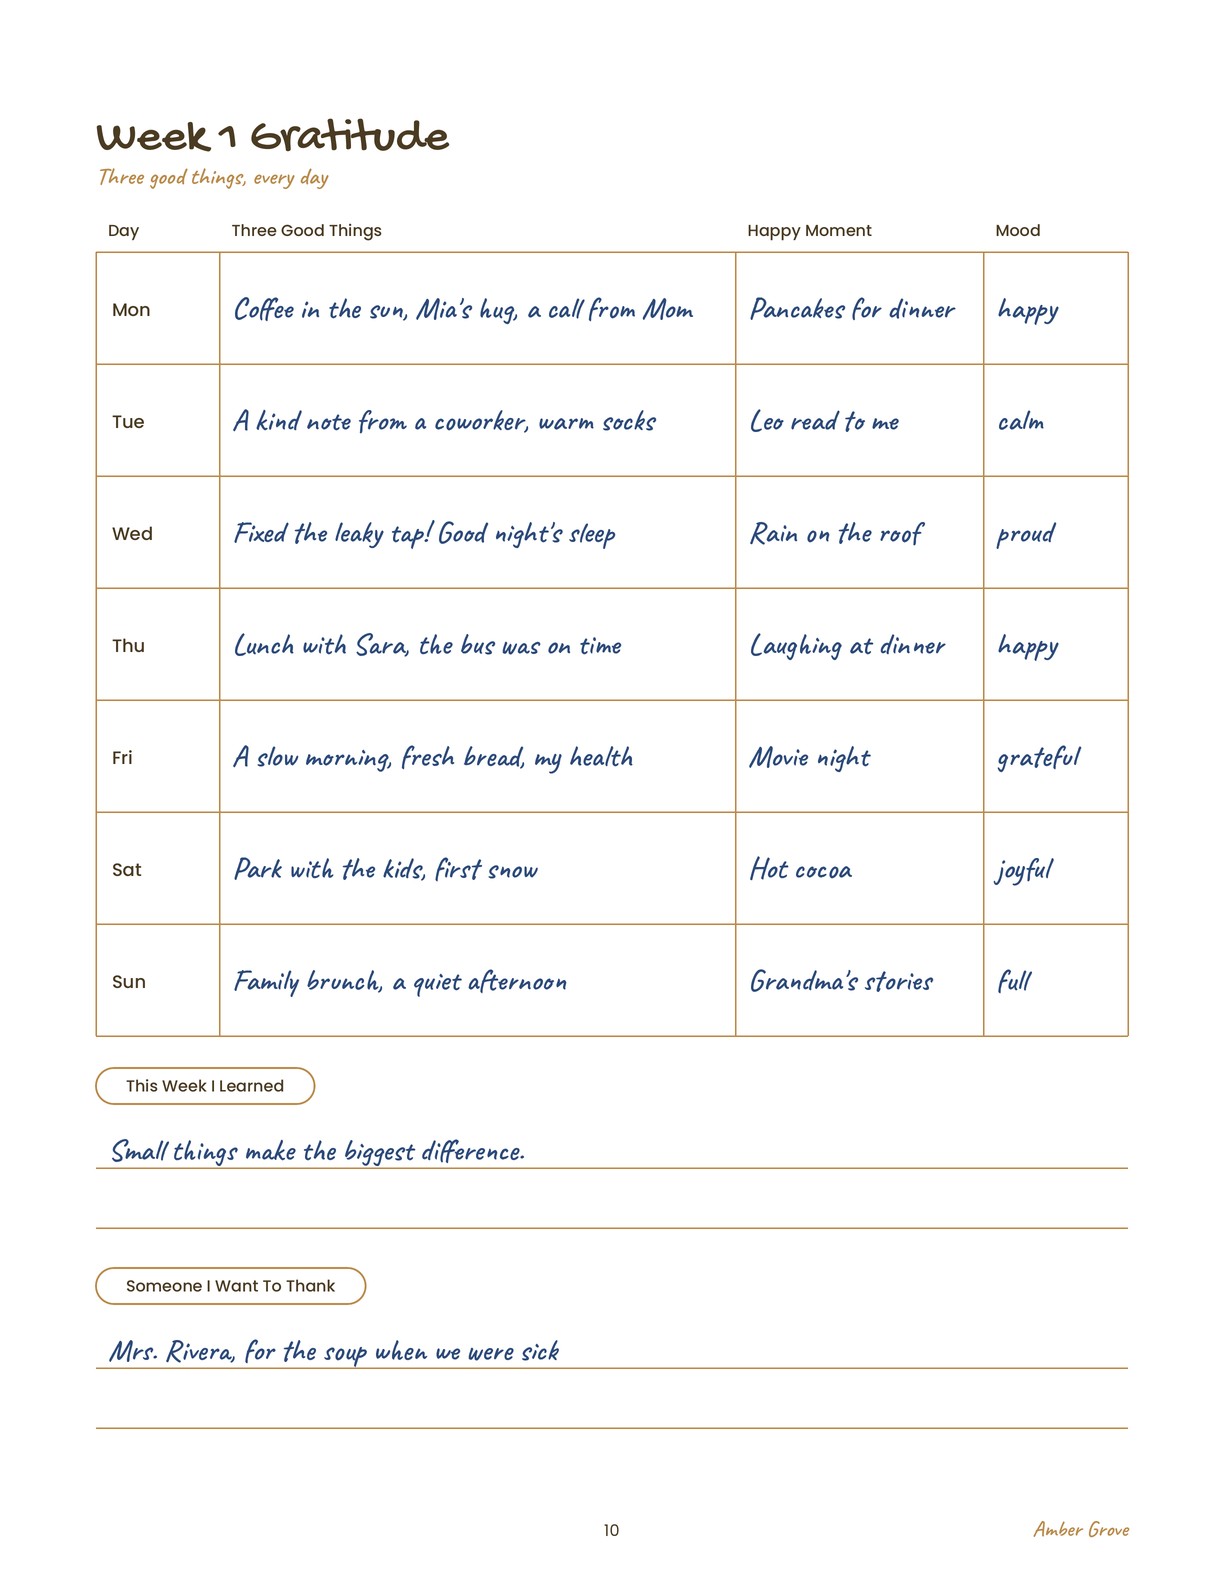 Week 1 Gratitude
Three good things, every day
Day Three Good Things Happy Moment Mood
Mon Coffee in the sun, Mia's hug, a call from Mom Pancakes for dinner happy
Tue A kind note from a coworker, warm socks Leo read to me calm
Wed Fixed the leaky tap! Good night's sleep Rain on the roof proud
Thu Lunch with Sara, the bus was on time Laughing at dinner happy
Fri A slow morning, fresh bread, my health Movie night grateful
Sat Park with the kids, first snow Hot cocoa joyful
Sun Family brunch, a quiet afternoon Grandma's stories full
This Week I Learned
Small things make the biggest difference.
Someone I Want To Thank
Mrs. Rivera, for the soup when we were sick
10 Amber Grove